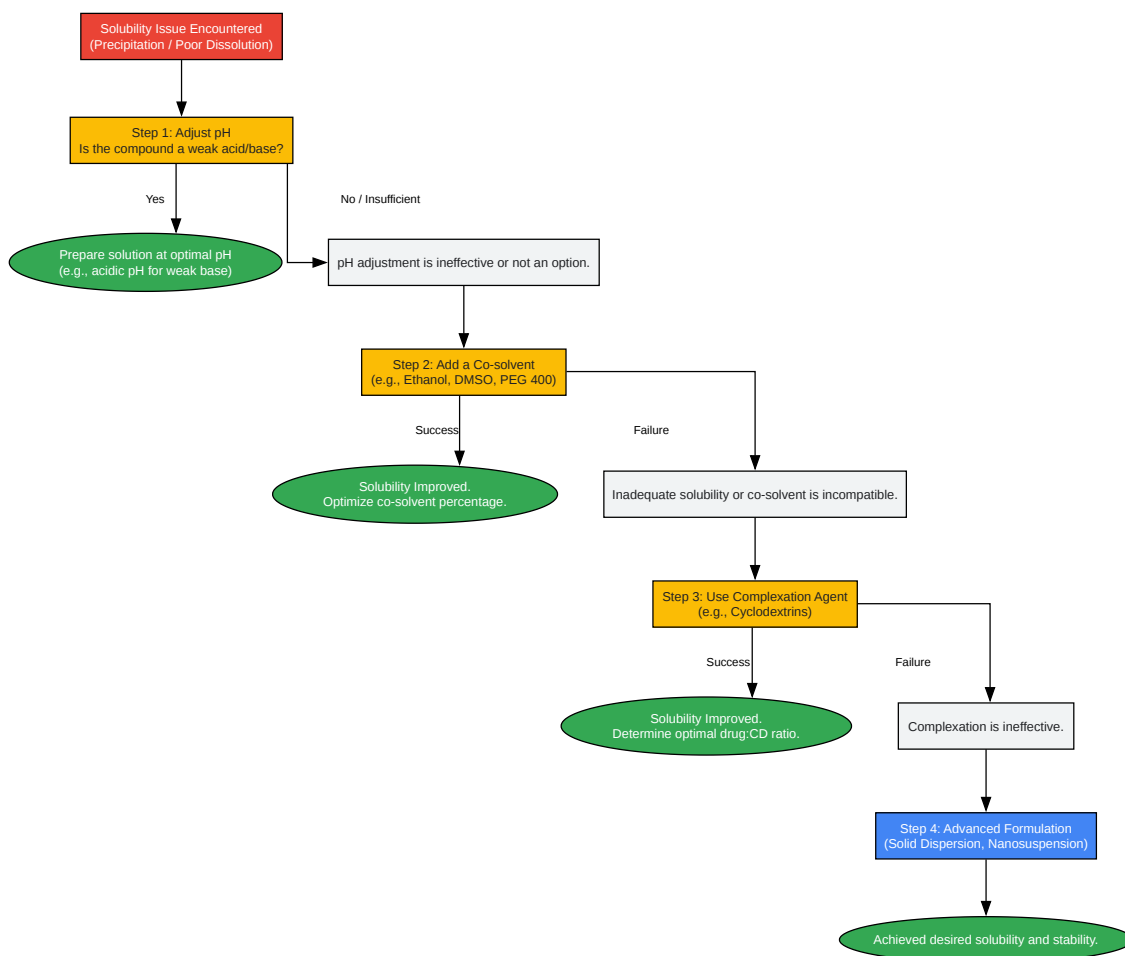 Solubility Issue Encountered
(Precipitation / Poor Dissolution)
Step 1: Adjust pH
Is the compound a weak acid/base?
Yes
No / Insufficient
Prepare solution at optimal pH
(e.g., acidic pH for weak base)
pH adjustment is ineffective or not an option.
Step 2: Add a Co-solvent
(e.g., Ethanol, DMSO, PEG 400)
Success
Failure
Solubility Improved.
Optimize co-solvent percentage.
Inadequate solubility or co-solvent is incompatible.
Step 3: Use Complexation Agent
(e.g., Cyclodextrins)
Success
Failure
Solubility Improved.
Determine optimal drug:CD ratio.
Complexation is ineffective.
Step 4: Advanced Formulation
(Solid Dispersion, Nanosuspension)
Achieved desired solubility and stability.